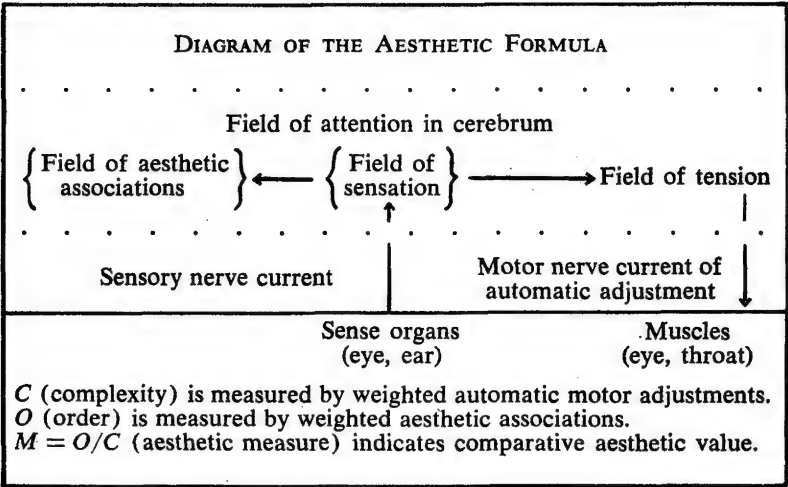 DIAGRAM OF THE AESTHETIC FORMULA
Field of attention in cerebrum
Field of aesthetic associations
Field of sensation
Field of tension
Sensory nerve current
Motor nerve current of
automatic adjustment
Sense organs
(eye, ear)
Muscles
(eye, throat)
C (complexity) is measured by weighted automatic motor adjustments.
O (order) is measured by weighted aesthetic associations.
M = O/C (aesthetic measure) indicates comparative aesthetic value.